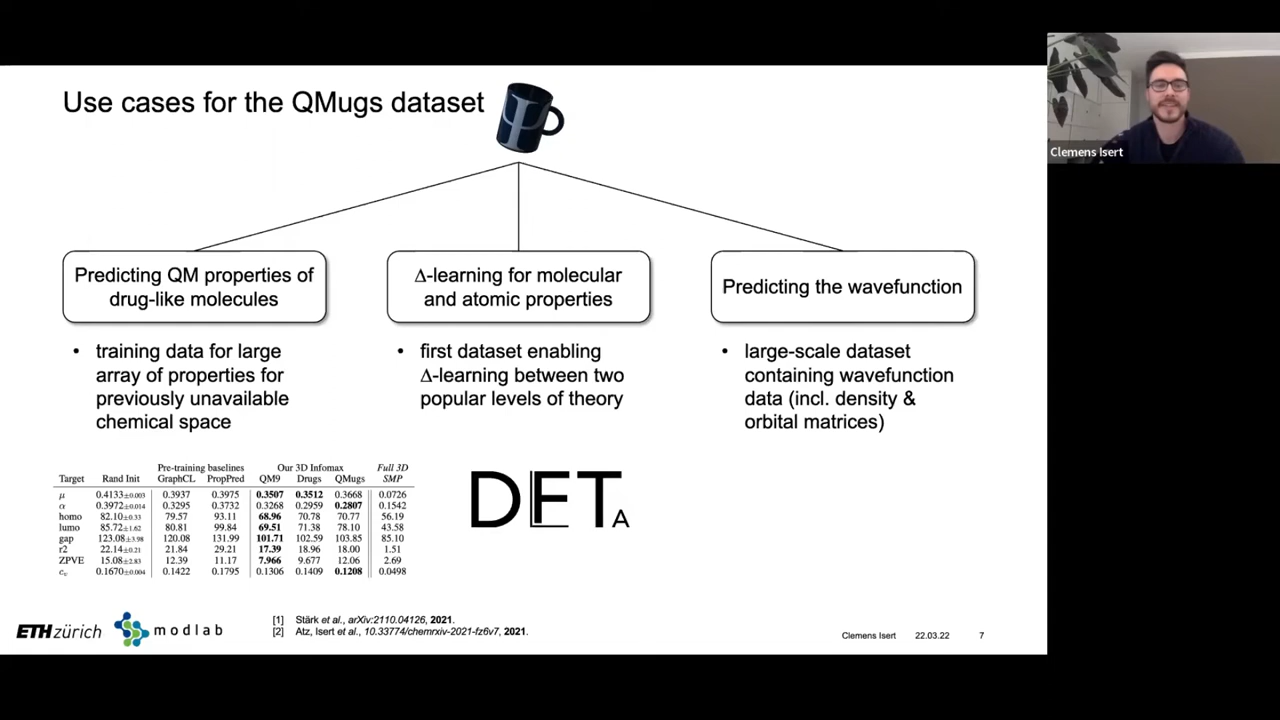 Use cases for the QMugs dataset
Clemens Isert
Predicting QM properties of
drug-like molecules
Δ-learning for molecular
and atomic properties
Predicting the wavefunction
• training data for large
array of properties for
previously unavailable
chemical space
• first dataset enabling
Δ-learning between two
popular levels of theory
• large-scale dataset
containing wavefunction
data (incl. density &
orbital matrices)
Pre-training baselines Our 3D Infomax Full 3D
Target Rand Init GraphCL PropPred QM9 Drugs QMugs SMP
μ 0.4133±0.003 0.3937 0.3975 0.3507 0.3512 0.3668 0.0726
α 0.3972±0.014 0.3295 0.3732 0.3268 0.2959 0.2807 0.1542
homo 82.10±0.33 79.57 93.11 68.96 70.78 70.77 56.19
lumo 85.72±1.62 80.81 99.84 69.51 71.38 78.10 43.58
gap 123.08±3.98 120.08 131.99 101.71 102.59 103.85 85.10
r2 22.14±0.21 21.84 29.21 17.39 18.96 18.00 1.51
ZPVE 15.08±2.83 12.39 11.17 7.966 9.677 12.06 2.69
cv 0.1670±0.004 0.1422 0.1795 0.1306 0.1409 0.1208 0.0498
DFT
ETH zürich
modlab
[1] Stärk et al., arXiv:2110.04126, 2021.
[2] Atz, Isert et al., 10.33774/chemrxiv-2021-fz6v7, 2021.
Clemens Isert 22.03.22 7